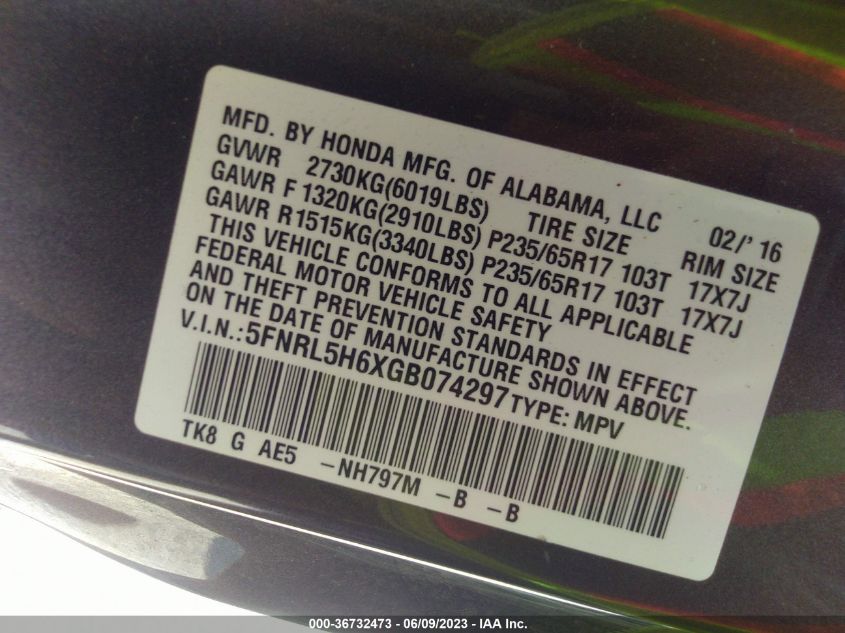 MFD. BY HONDA MFG. OF ALABAMA, LLC 02/' 16
GVWR 2730KG(6019LBS) TIRE SIZE RIM SIZE
GAWR F 1320KG(2910LBS) P235/65R17 103T 17X7J
GAWR R1515KG(3340LBS) P235/65R17 103T 17X7J
THIS VEHICLE CONFORMS TO ALL APPLICABLE
FEDERAL MOTOR VEHICLE SAFETY
AND THEFT PREVENTION STANDARDS IN EFFECT
ON THE DATE OF MANUFACTURE SHOWN ABOVE.
V.I.N.:5FNRL5H6XGB074297 TYPE: MPV
TK8 G AE5 -NH797M -B -B
000-36732473 - 06/09/2023 - IAA Inc.